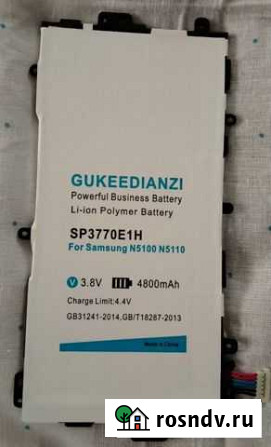 GUKEEDIANZI
Powerful Business Battery
Li-ion Polymer Battery
SP3770E1H
For Samsung N5100 N5110
V 3.8V 4800mAh
Charge Limit:4.4V
GB31241-2014,GB/T18287-2013
Made in China
rosndv.ru